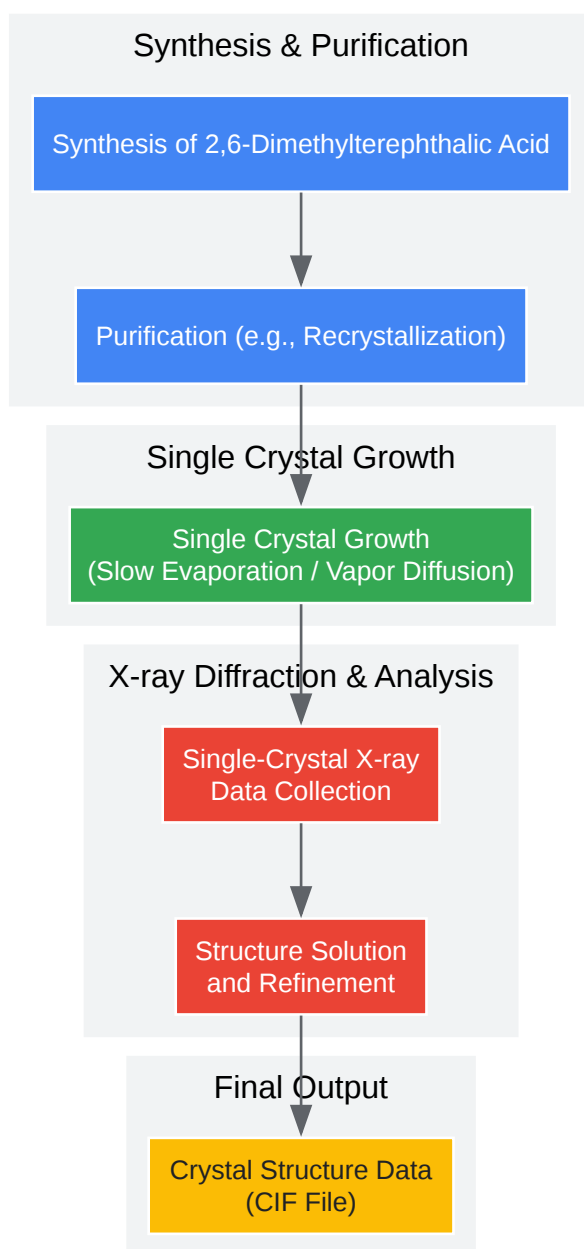 Synthesis & Purification
Synthesis of 2,6-Dimethylterephthalic Acid
Purification (e.g., Recrystallization)
Single Crystal Growth
Single Crystal Growth
(Slow Evaporation / Vapor Diffusion)
X-ray Diffraction & Analysis
Single-Crystal X-ray
Data Collection
Structure Solution
and Refinement
Final Output
Crystal Structure Data
(CIF File)